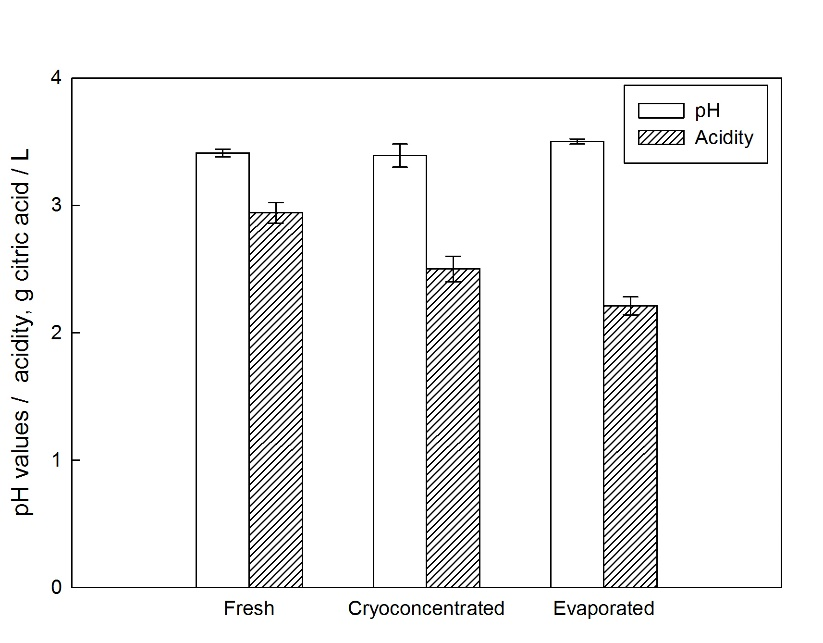 4
3
2
1
0
pH values / acidity, g citric acid / L
pH
Acidity
Fresh
Cryoconcentrated
Evaporated